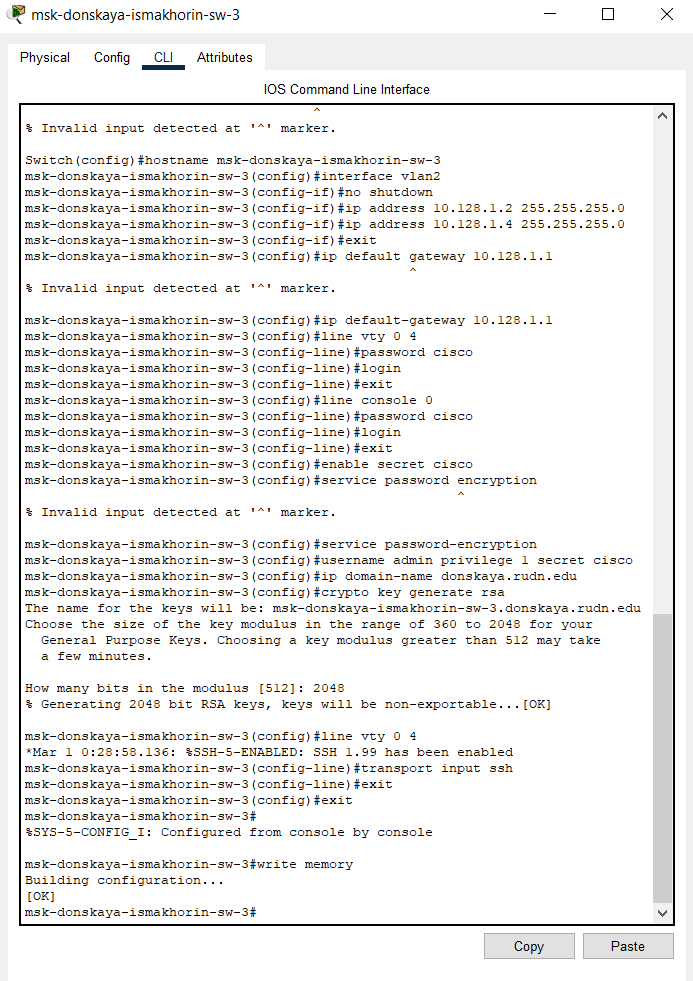 msk-donskaya-ismakhorin-sw-3
Physical Config CLI Attributes
IOS Command Line Interface
^
% Invalid input detected at '^' marker.
Switch(config)#hostname msk-donskaya-ismakhorin-sw-3
msk-donskaya-ismakhorin-sw-3(config)#interface vlan2
msk-donskaya-ismakhorin-sw-3(config-if)#no shutdown
msk-donskaya-ismakhorin-sw-3(config-if)#ip address 10.128.1.2 255.255.255.0
msk-donskaya-ismakhorin-sw-3(config-if)#ip address 10.128.1.4 255.255.255.0
msk-donskaya-ismakhorin-sw-3(config-if)#exit
msk-donskaya-ismakhorin-sw-3(config)#ip default gateway 10.128.1.1
^
% Invalid input detected at '^' marker.
msk-donskaya-ismakhorin-sw-3(config)#ip default-gateway 10.128.1.1
msk-donskaya-ismakhorin-sw-3(config)#line vty 0 4
msk-donskaya-ismakhorin-sw-3(config-line)#password cisco
msk-donskaya-ismakhorin-sw-3(config-line)#login
msk-donskaya-ismakhorin-sw-3(config-line)#exit
msk-donskaya-ismakhorin-sw-3(config)#line console 0
msk-donskaya-ismakhorin-sw-3(config-line)#password cisco
msk-donskaya-ismakhorin-sw-3(config-line)#login
msk-donskaya-ismakhorin-sw-3(config-line)#exit
msk-donskaya-ismakhorin-sw-3(config)#enable secret cisco
msk-donskaya-ismakhorin-sw-3(config)#service password encryption
^
% Invalid input detected at '^' marker.
msk-donskaya-ismakhorin-sw-3(config)#service password-encryption
msk-donskaya-ismakhorin-sw-3(config)#username admin privilege 1 secret cisco
msk-donskaya-ismakhorin-sw-3(config)#ip domain-name donskaya.rudn.edu
msk-donskaya-ismakhorin-sw-3(config)#crypto key generate rsa
The name for the keys will be: msk-donskaya-ismakhorin-sw-3.donskaya.rudn.edu
Choose the size of the key modulus in the range of 360 to 2048 for your
General Purpose Keys. Choosing a key modulus greater than 512 may take
a few minutes.
How many bits in the modulus [512]: 2048
% Generating 2048 bit RSA keys, keys will be non-exportable...[OK]
msk-donskaya-ismakhorin-sw-3(config)#line vty 0 4
*Mar 1 0:28:58.136: %SSH-5-ENABLED: SSH 1.99 has been enabled
msk-donskaya-ismakhorin-sw-3(config-line)#transport input ssh
msk-donskaya-ismakhorin-sw-3(config-line)#exit
msk-donskaya-ismakhorin-sw-3(config)#exit
msk-donskaya-ismakhorin-sw-3#
%SYS-5-CONFIG_I: Configured from console by console
msk-donskaya-ismakhorin-sw-3#write memory
Building configuration...
[OK]
msk-donskaya-ismakhorin-sw-3#
Copy Paste